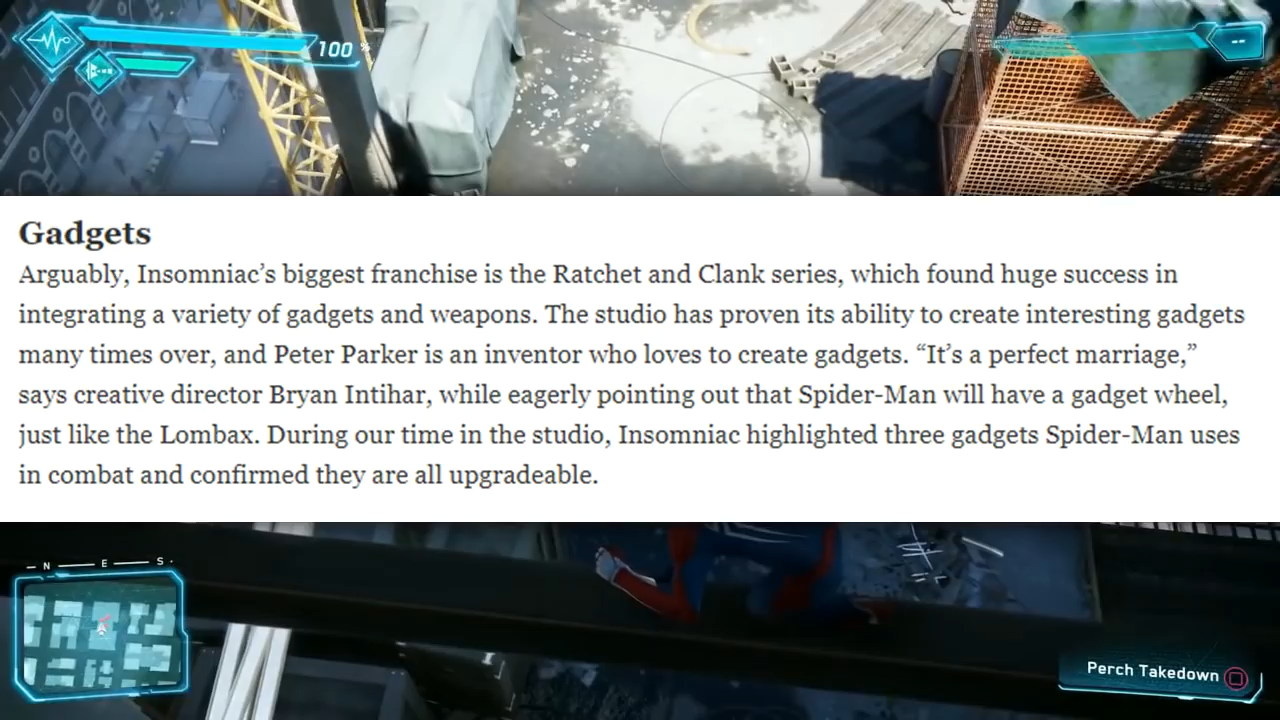 100 %
--
Gadgets
Arguably, Insomniac’s biggest franchise is the Ratchet and Clank series, which found huge success in
integrating a variety of gadgets and weapons. The studio has proven its ability to create interesting gadgets
many times over, and Peter Parker is an inventor who loves to create gadgets. “It’s a perfect marriage,”
says creative director Bryan Intihar, while eagerly pointing out that Spider-Man will have a gadget wheel,
just like the Lombax. During our time in the studio, Insomniac highlighted three gadgets Spider-Man uses
in combat and confirmed they are all upgradeable.
N E S
Perch Takedown